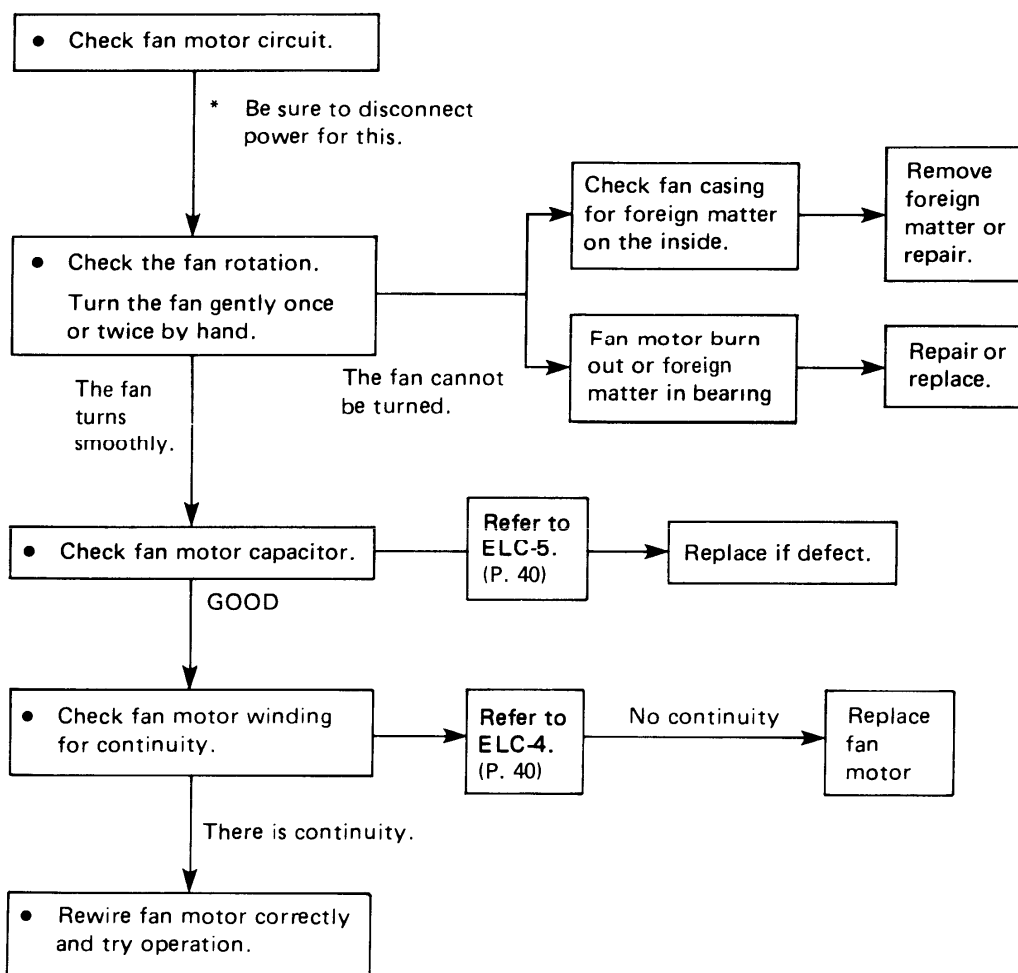 ● Check fan motor circuit.
* Be sure to disconnect
power for this.
● Check the fan rotation.
Turn the fan gently once
or twice by hand.
The fan cannot
be turned.
Check fan casing
for foreign matter
on the inside.
Remove
foreign
matter or
repair.
Fan motor burn
out or foreign
matter in bearing
Repair or
replace.
The fan
turns
smoothly.
● Check fan motor capacitor.
Refer to
ELC-5.
(P. 40)
Replace if defect.
GOOD
● Check fan motor winding
for continuity.
Refer to
ELC-4.
(P. 40)
No continuity
Replace
fan
motor
There is continuity.
● Rewire fan motor correctly
and try operation.